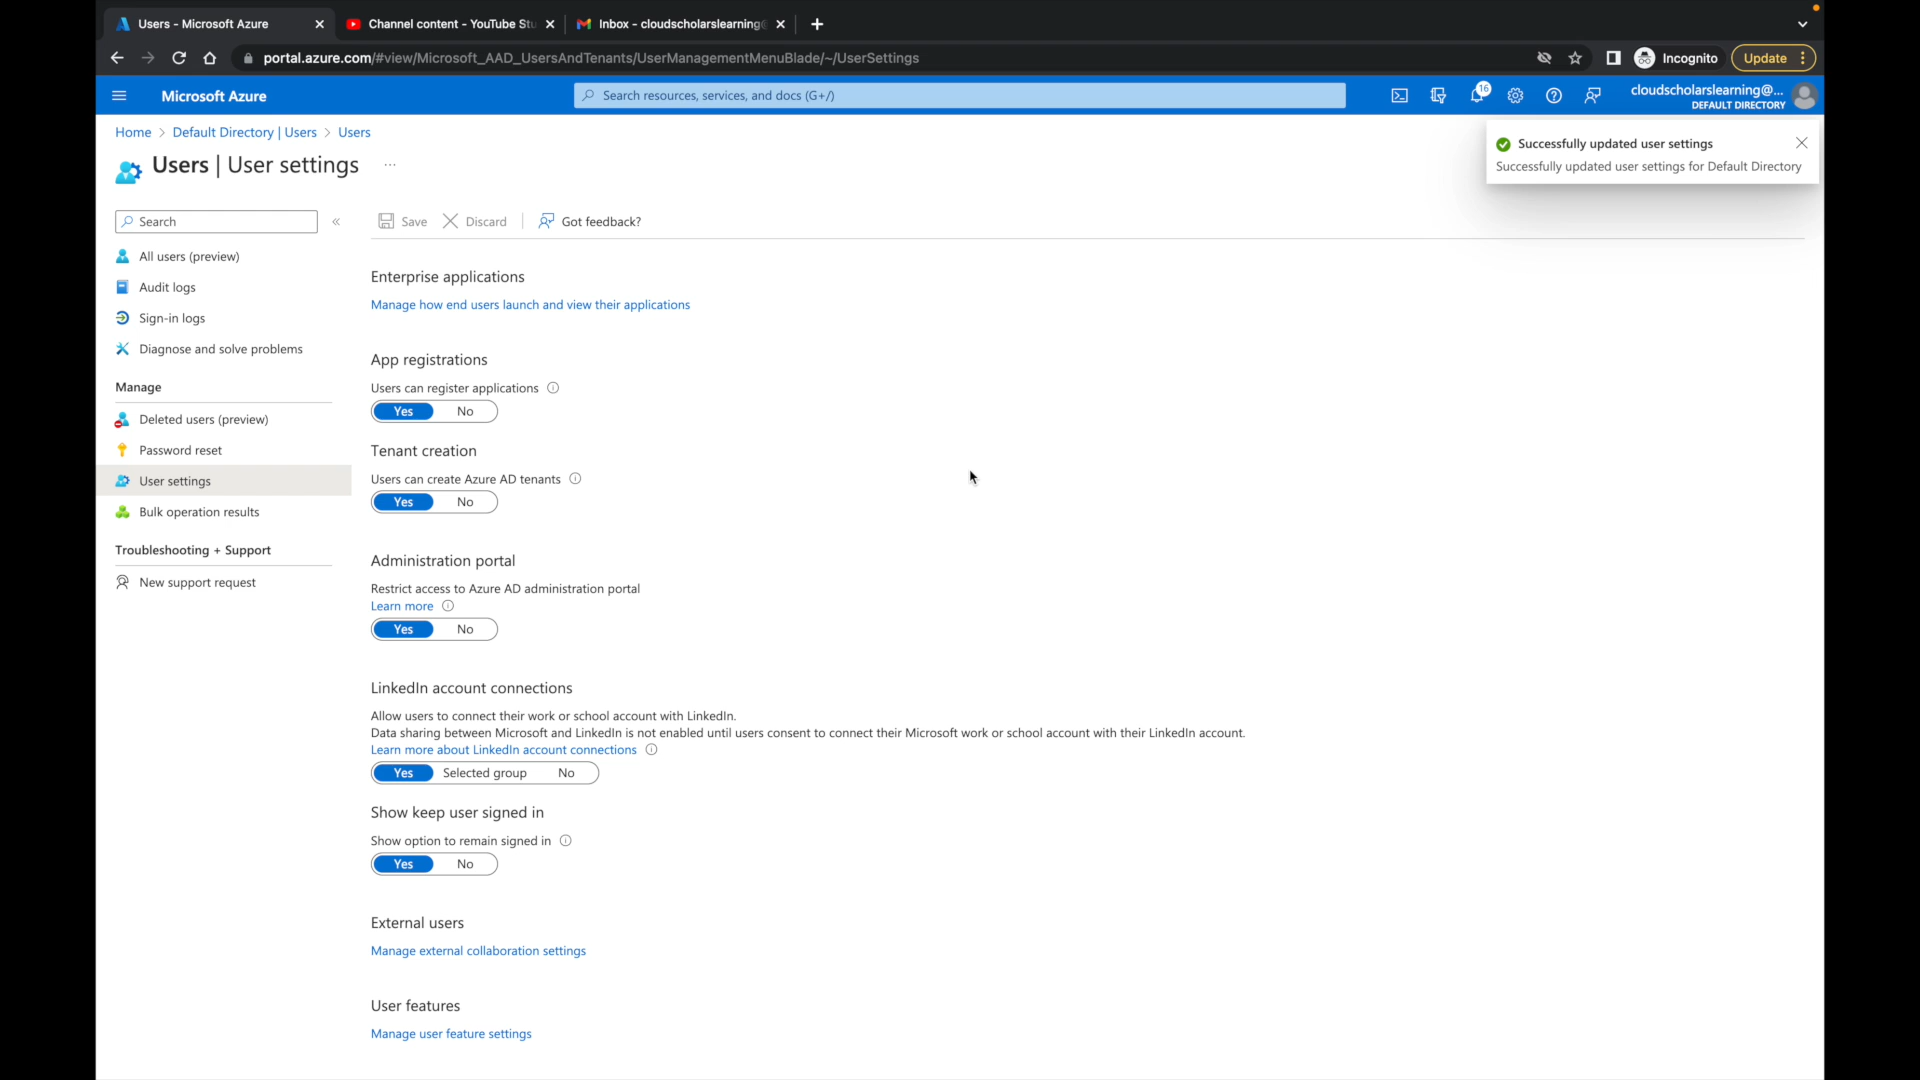 Users - Microsoft Azure
Channel content - YouTube Stu
Inbox - cloudscholarslearning@
portal.azure.com/#view/Microsoft_AAD_UsersAndTenants/UserManagementMenuBlade/~/UserSettings
Incognito
Update
Microsoft Azure
Search resources, services, and docs (G+/)
16
cloudscholarslearning@...
DEFAULT DIRECTORY
Home > Default Directory | Users > Users
Users | User settings ...
Successfully updated user settings
Successfully updated user settings for Default Directory
Search
«
Save
Discard
Got feedback?
All users (preview)
Audit logs
Sign-in logs
Diagnose and solve problems
Manage
Deleted users (preview)
Password reset
User settings
Bulk operation results
Troubleshooting + Support
New support request
Enterprise applications
Manage how end users launch and view their applications
App registrations
Users can register applications
Yes No
Tenant creation
Users can create Azure AD tenants
Yes No
Administration portal
Restrict access to Azure AD administration portal
Learn more
Yes No
LinkedIn account connections
Allow users to connect their work or school account with LinkedIn.
Data sharing between Microsoft and LinkedIn is not enabled until users consent to connect their Microsoft work or school account with their LinkedIn account.
Learn more about LinkedIn account connections
Yes Selected group No
Show keep user signed in
Show option to remain signed in
Yes No
External users
Manage external collaboration settings
User features
Manage user feature settings